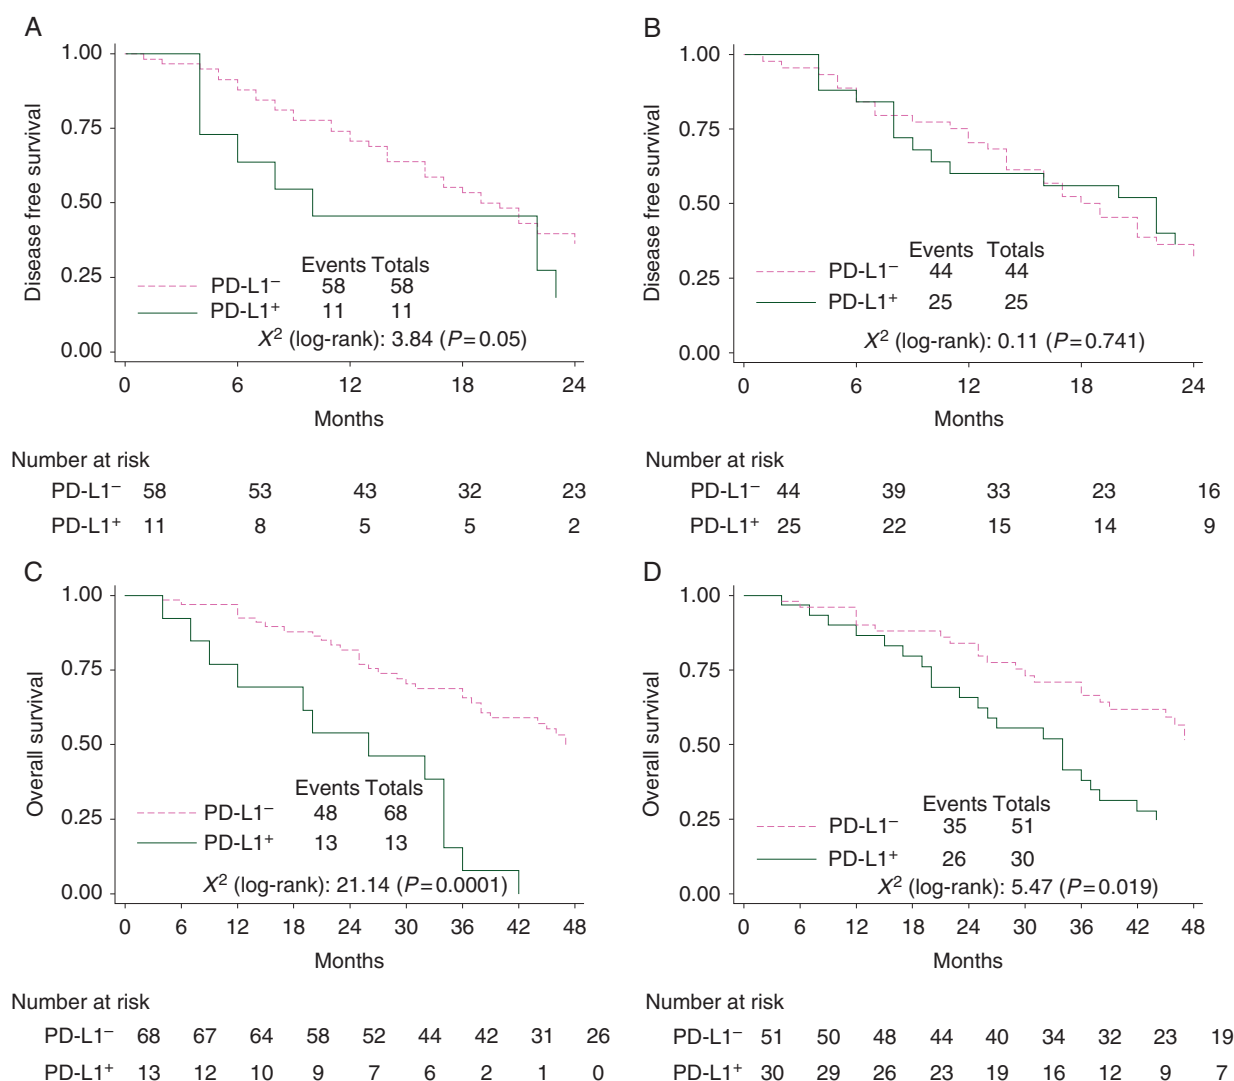 A
1.00
0.75
0.50
0.25
0.00
Disease free survival
Events Totals
PD-L1– 58 58
PD-L1+ 11 11
X2 (log-rank): 3.84 (P=0.05)
0 6 12 18 24
Months
Number at risk
PD-L1– 58 53 43 32 23
PD-L1+ 11 8 5 5 2
B
1.00
0.75
0.50
0.25
0.00
Disease free survival
Events Totals
PD-L1– 44 44
PD-L1+ 25 25
X2 (log-rank): 0.11 (P=0.741)
0 6 12 18 24
Months
Number at risk
PD-L1– 44 39 33 23 16
PD-L1+ 25 22 15 14 9
C
1.00
0.75
0.50
0.25
0.00
Overall survival
Events Totals
PD-L1– 48 68
PD-L1+ 13 13
X2 (log-rank): 21.14 (P=0.0001)
0 6 12 18 24 30 36 42 48
Months
Number at risk
PD-L1– 68 67 64 58 52 44 42 31 26
PD-L1+ 13 12 10 9 7 6 2 1 0
D
1.00
0.75
0.50
0.25
0.00
Overall survival
Events Totals
PD-L1– 35 51
PD-L1+ 26 30
X2 (log-rank): 5.47 (P=0.019)
0 6 12 18 24 30 36 42 48
Months
Number at risk
PD-L1– 51 50 48 44 40 34 32 23 19
PD-L1+ 30 29 26 23 19 16 12 9 7